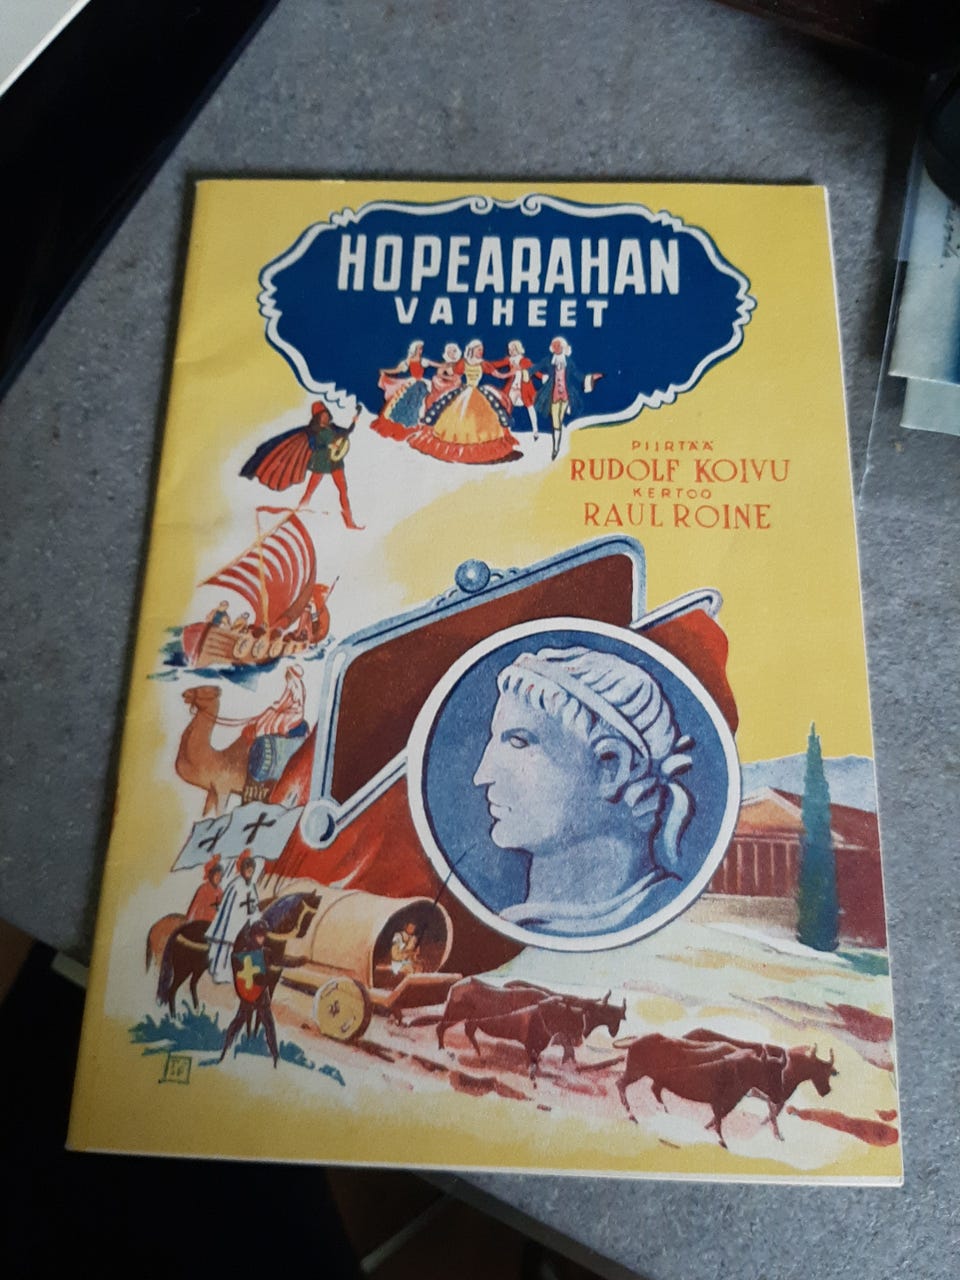 HOPEARAHAN
VAIHEET
PIIRTÄÄ
RUDOLF KOIVU
KERTOO
RAUL ROINE